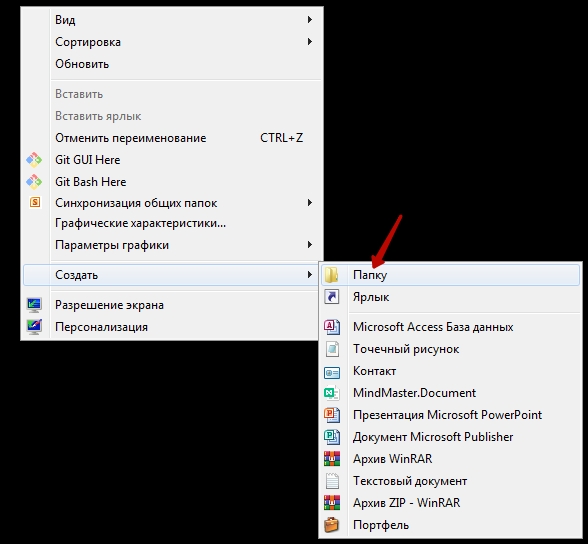 Вид
Сортировка
Обновить
Вставить
Вставить ярлык
Отменить переименование CTRL+Z
Git GUI Here
Git Bash Here
Синхронизация общих папок
Графические характеристики...
Параметры графики
Создать
Разрешение экрана
Персонализация
Папку
Ярлык
Microsoft Access База данных
Точечный рисунок
Контакт
MindMaster.Document
Презентация Microsoft PowerPoint
Документ Microsoft Publisher
Архив WinRAR
Текстовый документ
Архив ZIP - WinRAR
Портфель